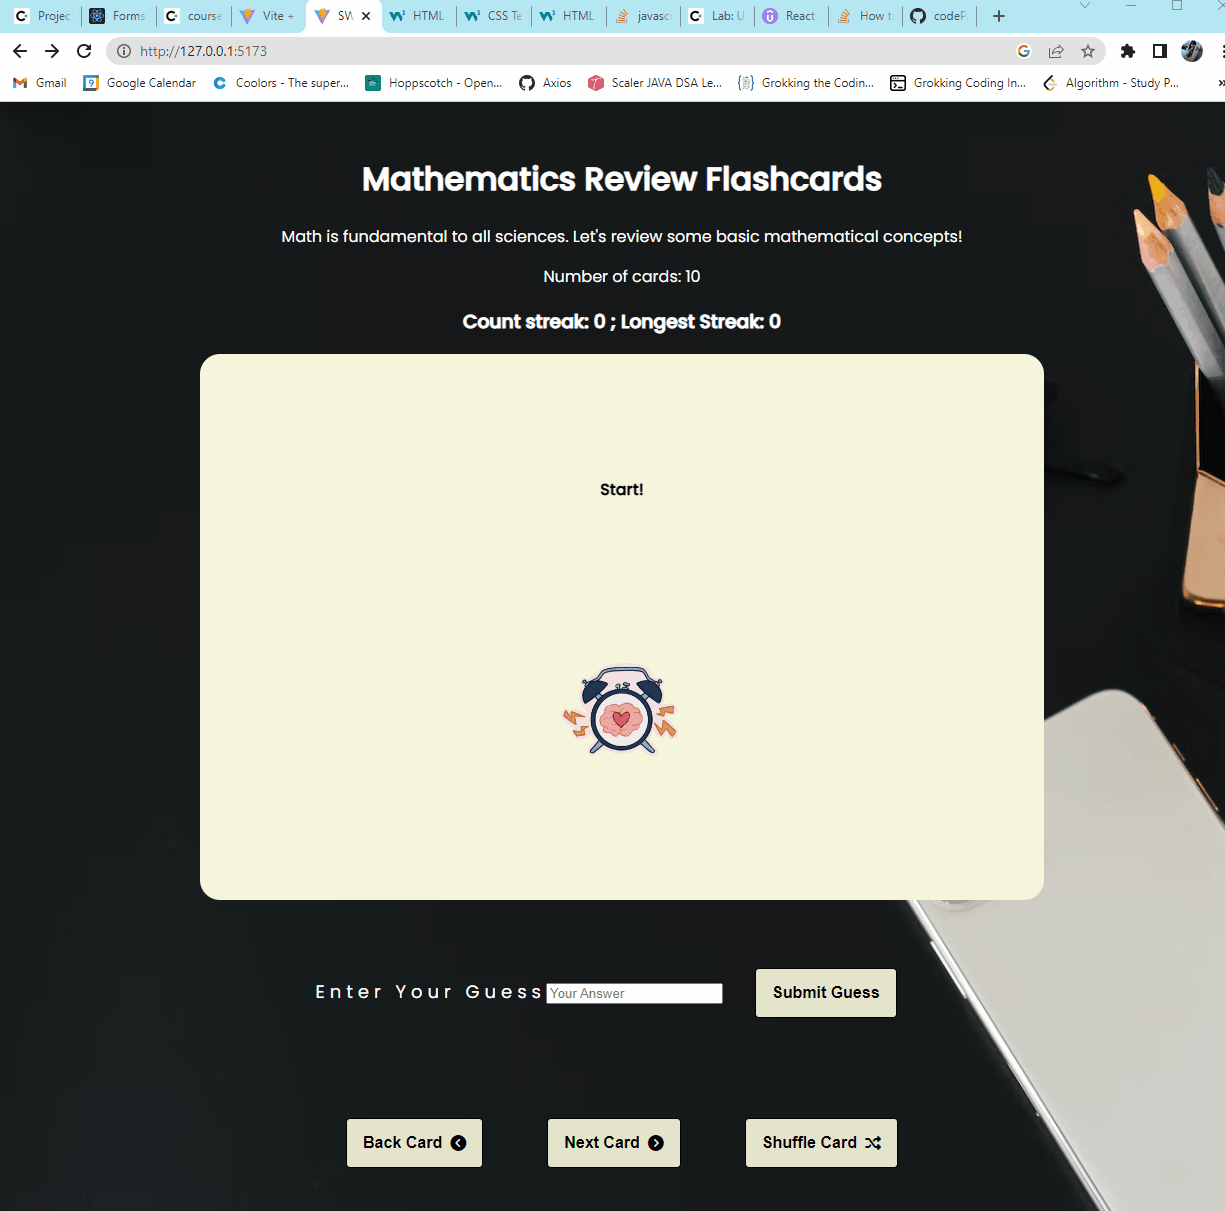 Project Forms course Vite + SW HTML CSS Te HTML javasc Lab: U React How t codeP
http://127.0.0.1:5173
Gmail Google Calendar Coolors - The super... Hoppscotch - Open... Axios Scaler JAVA DSA Le... Grokking the Codin... Grokking Coding In... Algorithm - Study P...
Mathematics Review Flashcards
Math is fundamental to all sciences. Let's review some basic mathematical concepts!
Number of cards: 10
Count streak: 0 ; Longest Streak: 0
Start!
Enter Your Guess Your Answer Submit Guess
Back Card Next Card Shuffle Card